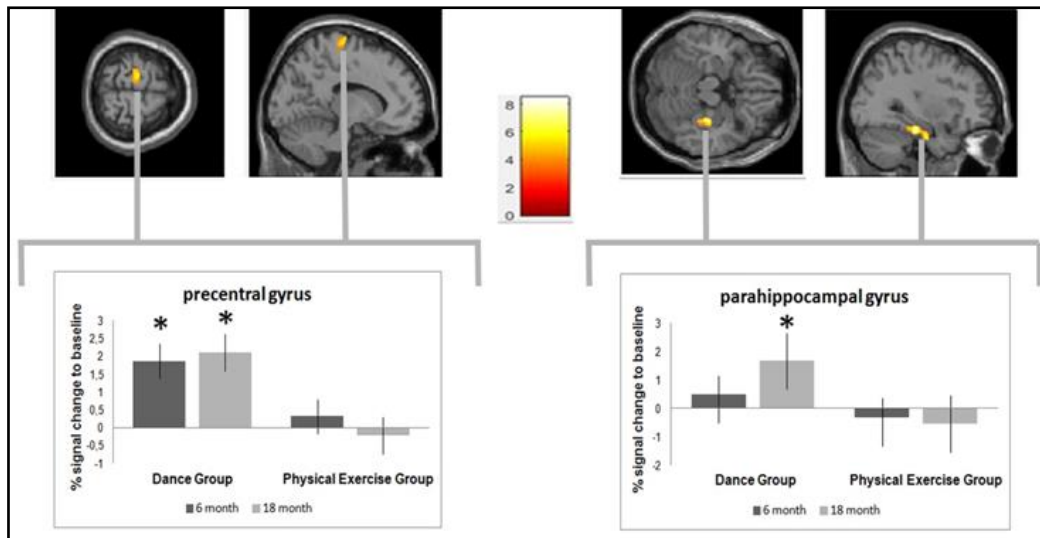 8
6
4
2
0
precentral gyrus
% signal change to baseline
3
2,5
2
1,5
1
0,5
0
-0,5
-1
*
*
Dance Group Physical Exercise Group
6 month 18 month
parahippocampal gyrus
% signal change to baseline
3
2
1
0
-1
-2
*
Dance Group Physical Exercise Group
6 month 18 month